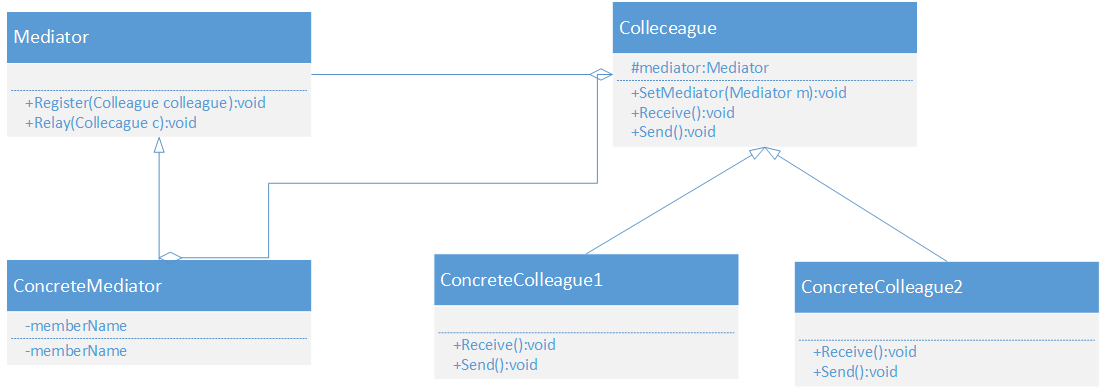 Mediator
+Register(Colleague colleague):void
+Relay(Collecague c):void
Colleceague
#mediator:Mediator
+SetMediator(Mediator m):void
+Receive():void
+Send():void
ConcreteMediator
-memberName
-memberName
ConcreteColleague1
+Receive():void
+Send():void
ConcreteColleague2
+Receive():void
+Send():void